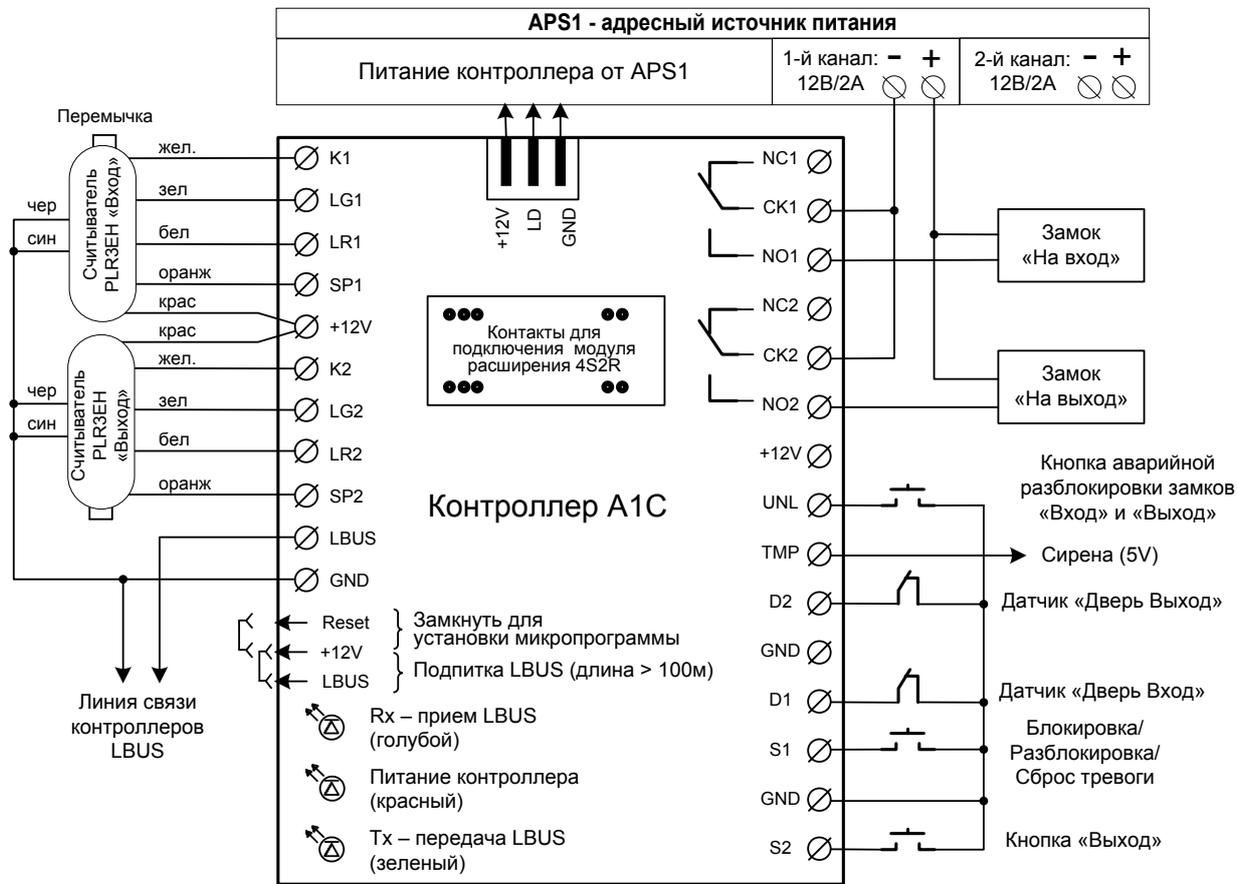 APS1 - адресный источник питания
Питание контроллера от APS1
1-й канал: - +
12В/2А
2-й канал: - +
12В/2А
Перемычка
Считыватель
PLR3EH «Вход»
чер
син
жел.
зел
бел
оранж
крас
крас
жел.
зел
бел
оранж
Считыватель
PLR3EH
«Выход»
чер
син
K1
LG1
LR1
SP1
+12V
K2
LG2
LR2
SP2
LBUS
GND
+12V
LD
GND
Контакты для
подключения модуля
расширения 4S2R
Контроллер A1C
Reset
+12V
LBUS
Замкнуть для
установки микропрограммы
Подпитка LBUS (длина > 100м)
Rx – прием LBUS
(голубой)
Питание контроллера
(красный)
Tx – передача LBUS
(зеленый)
Линия связи
контроллеров
LBUS
NC1
CK1
NO1
NC2
CK2
NO2
+12V
UNL
TMP
D2
GND
D1
S1
GND
S2
Замок
«На вход»
Замок
«На выход»
Кнопка аварийной
разблокировки замков
«Вход» и «Выход»
Сирена (5V)
Датчик «Дверь Выход»
Датчик «Дверь Вход»
Блокировка/
Разблокировка/
Сброс тревоги
Кнопка «Выход»